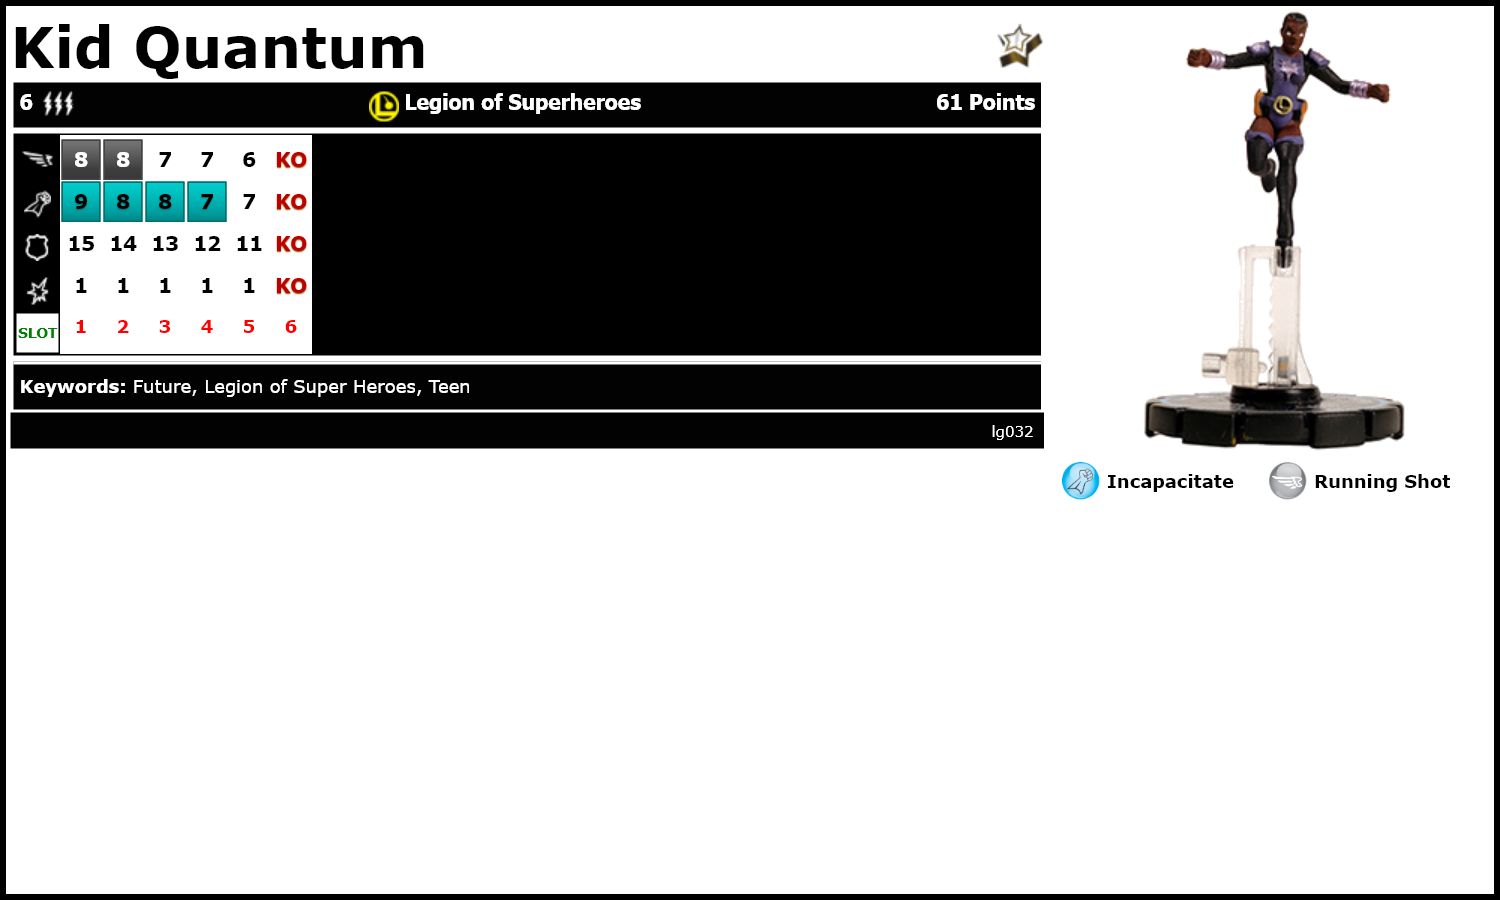 Kid Quantum
6 Legion of Superheroes 61 Points
8 8 7 7 6 KO
9 8 8 7 7 KO
15 14 13 12 11 KO
1 1 1 1 1 KO
SLOT 1 2 3 4 5 6
Keywords: Future, Legion of Super Heroes, Teen
lg032
Incapacitate Running Shot